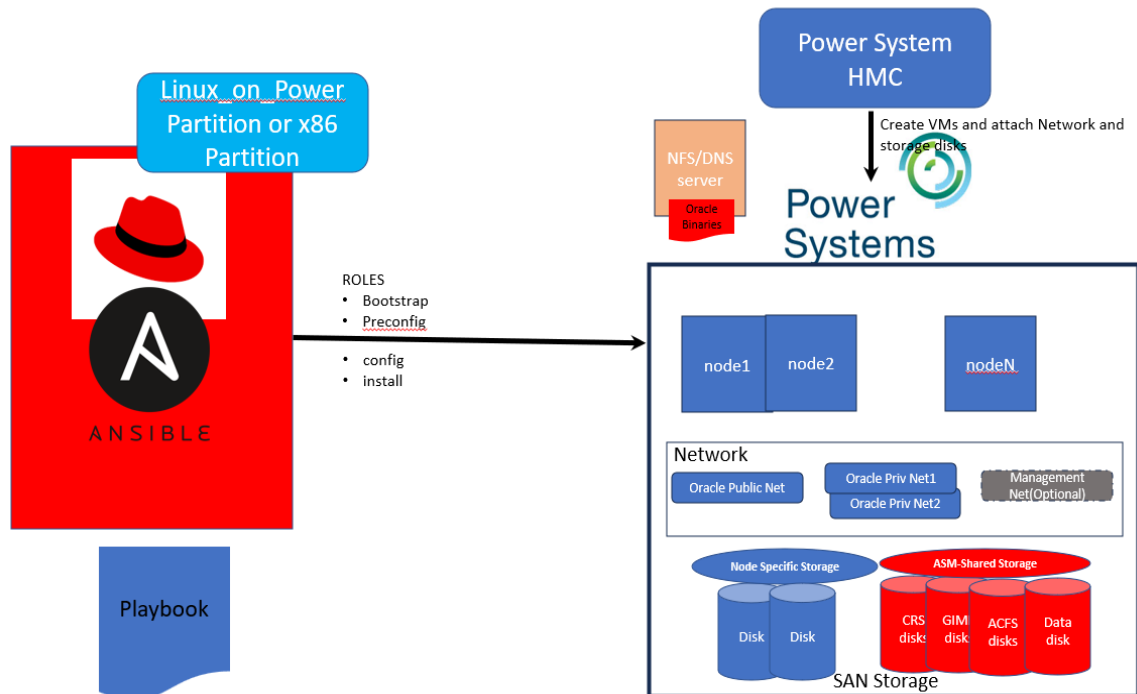 Linux_on_Power
Partition or x86
Partition
ANSIBLE
Playbook
ROLES
• Bootstrap
• Preconfig
• config
• install
Power System
HMC
Create VMs and attach Network and
storage disks
NFS/DNS
server
Oracle
Binaries
Power
Systems
node1
node2
nodeN
Network
Oracle Public Net
Oracle Priv Net1
Oracle Priv Net2
Management
Net(Optional)
Node Specific Storage
ASM-Shared Storage
Disk
Disk
CRS
disks
disks
ACFS
disks
Data
disk
SAN Storage